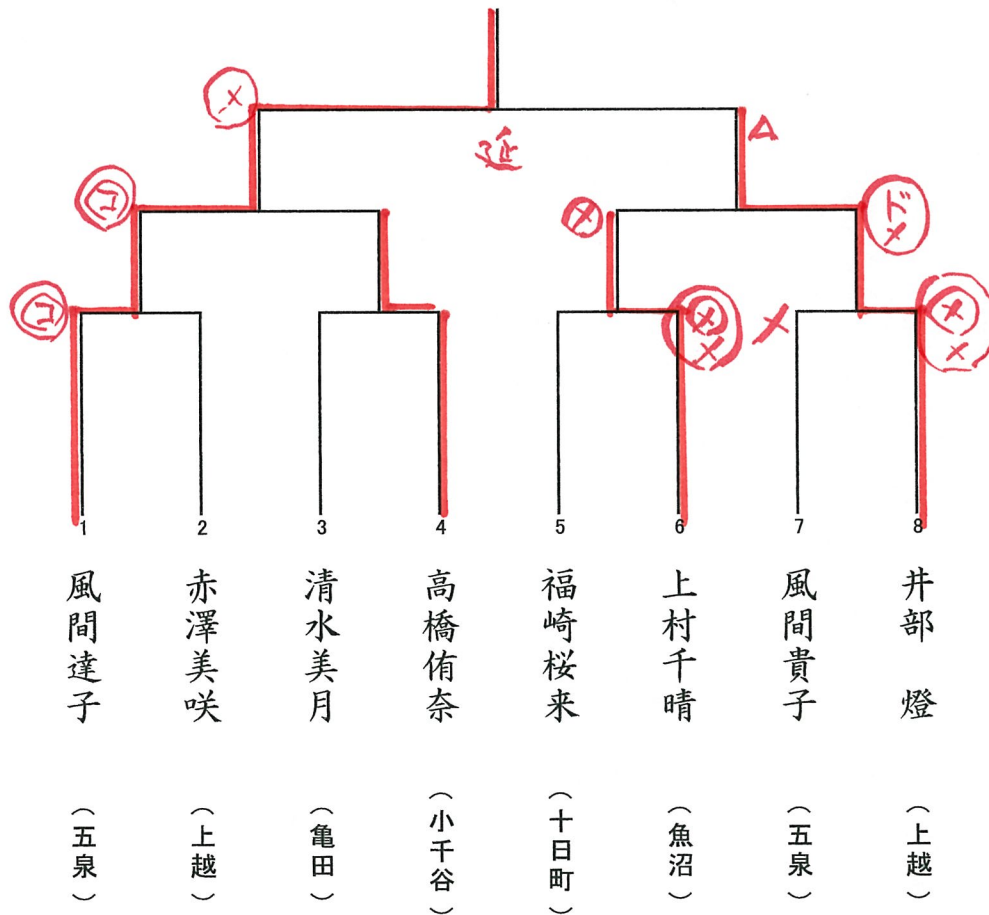 メ
延
△
コ
メ
ドメ
コ
メメ
メ
メメ
1 2 3 4 5 6 7 8
風間達子
赤澤美咲
清水美月
高橋侑奈
福崎桜来
上村千晴
風間貴子
井部 燈
（五泉）
（上越）
（亀田）
（小千谷）
（十日町）
（魚沼）
（五泉）
（上越）